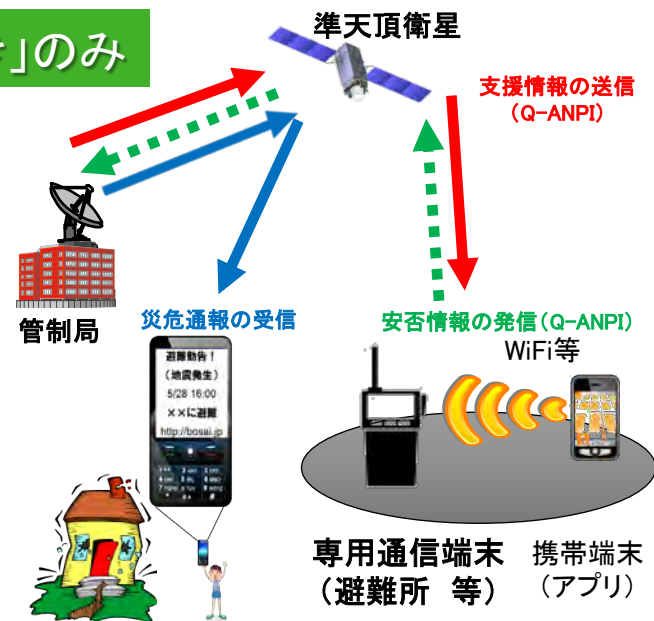 」のみ
準天頂衛星
支援情報の送信
（Q-ANPI）
管制局
災危通報の受信
安否情報の発信（Q-ANPI）
WiFi等
避難勧告！
（地震発生）
5/28 16:00
××に避難
http://bosai.jp
専用通信端末
（避難所 等）
携帯端末
（アプリ）